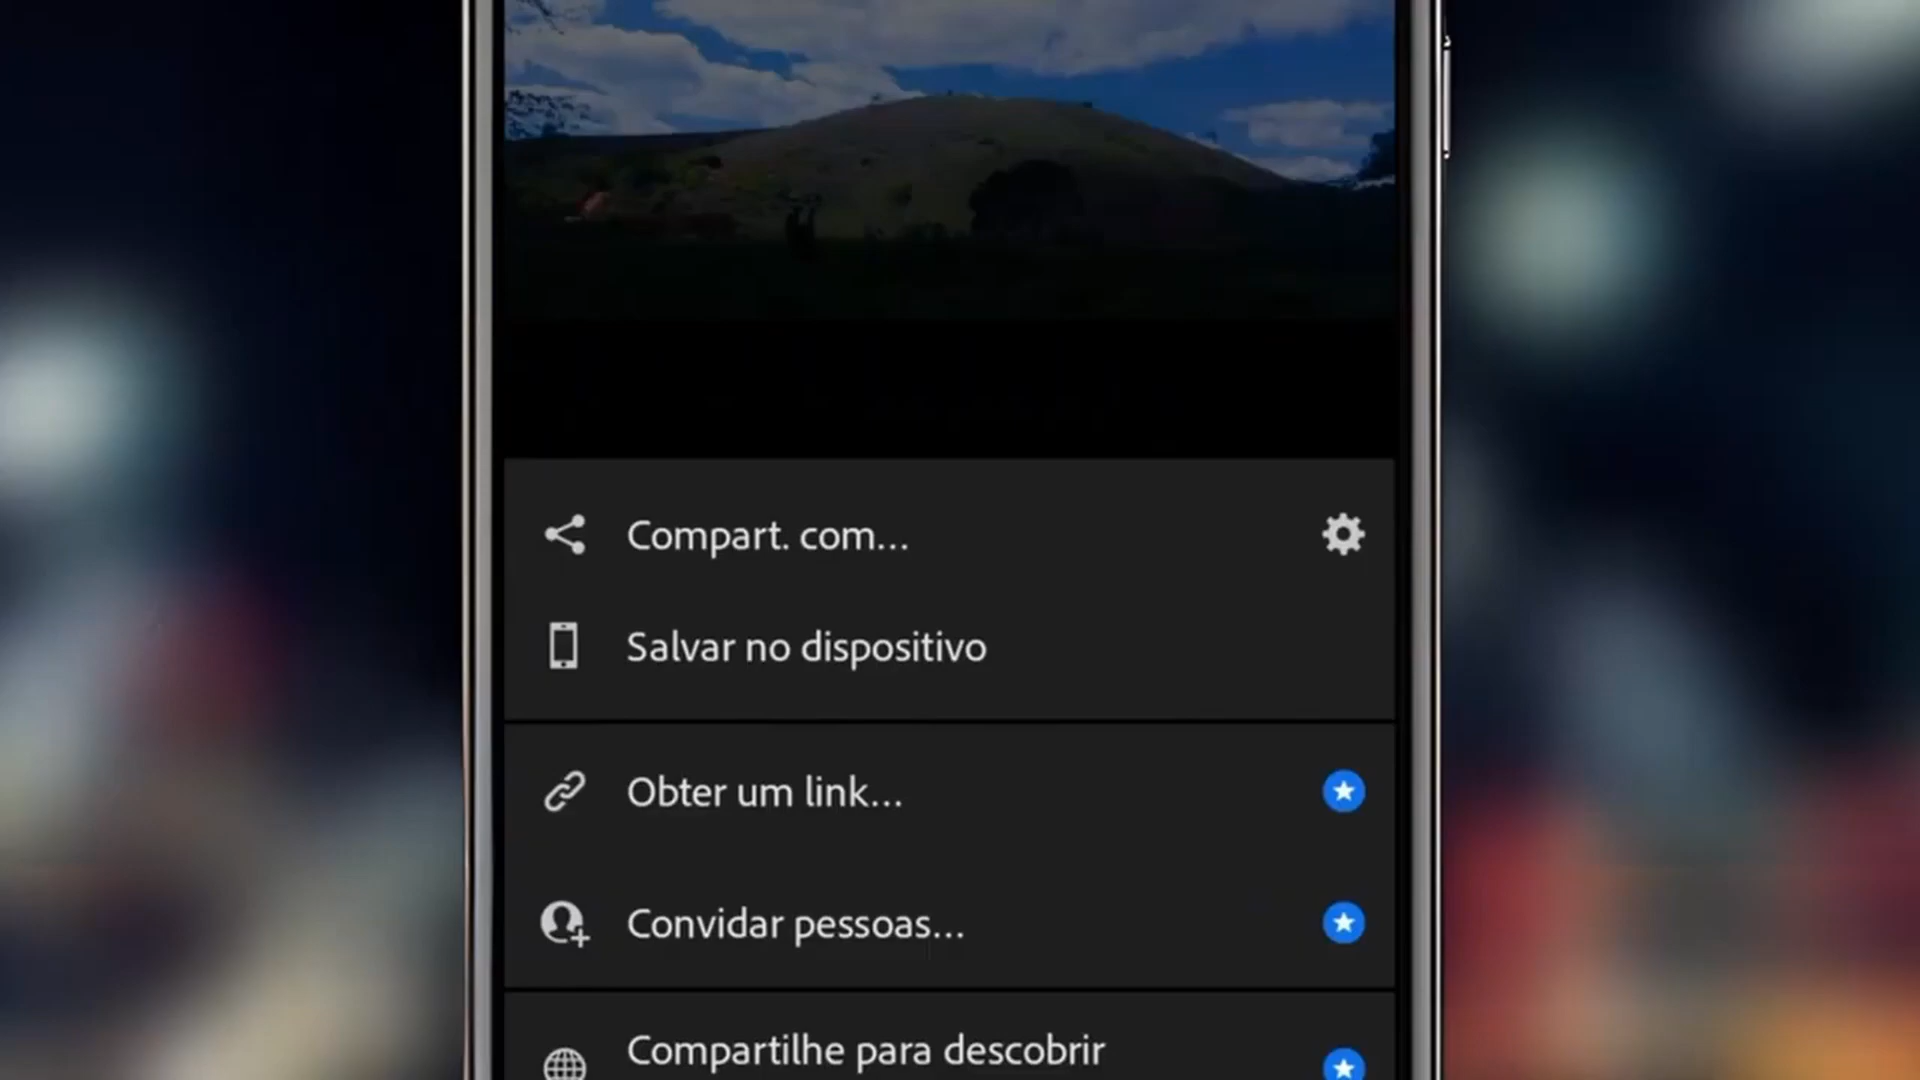 Compart. com...
Salvar no dispositivo
Obter um link...
Convidar pessoas...
Compartilhe para descobrir